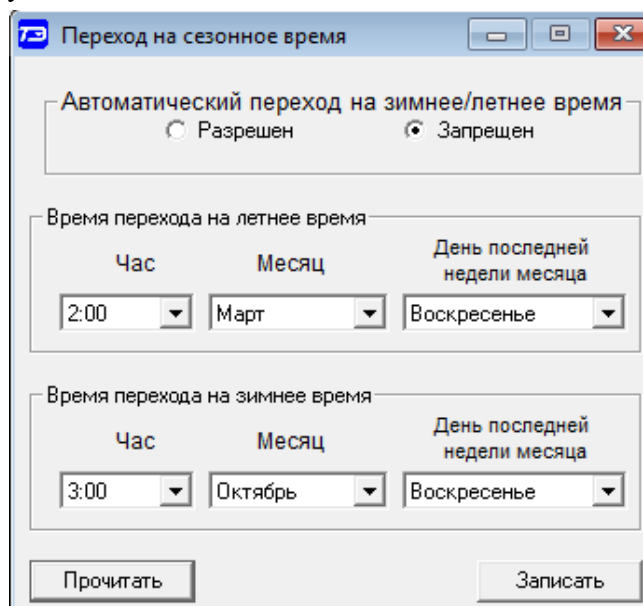 ТЭ Переход на сезонное время
Автоматический переход на зимнее/летнее время
Разрешен Запрещен
Время перехода на летнее время
Час Месяц День последней
недели месяца
2:00 Март Воскресенье
Время перехода на зимнее время
Час Месяц День последней
недели месяца
3:00 Октябрь Воскресенье
Прочитать Записать